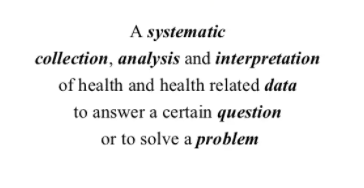 A systematic
collection, analysis and interpretation
of health and health related data
to answer a certain question
or to solve a problem